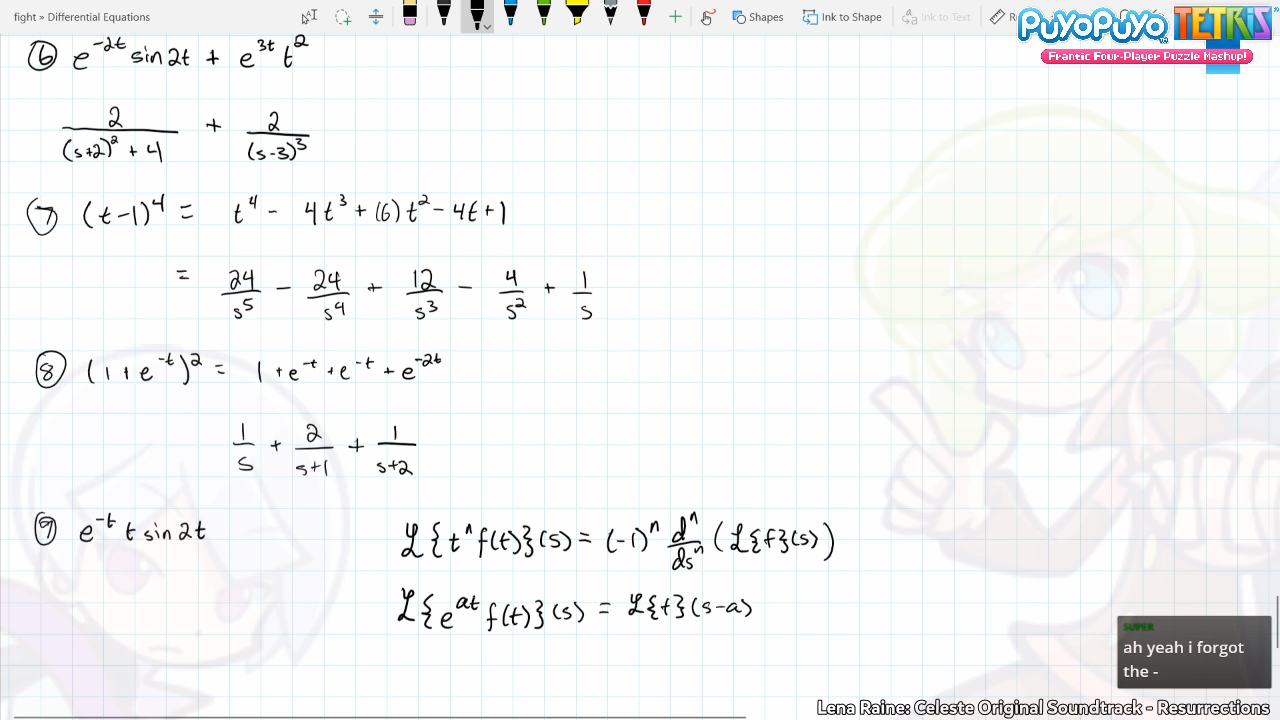 fight » Differential Equations
Shapes
Ink to Shape
Ink to Text
PuyoPuyo TETRIS
Frantic Four-Player Puzzle Mashup!
⑥ e^{-2t} sin 2t + e^{3t} t^2
2/((s+2)^2 + 4) + 2/(s-3)^3
⑦ (t-1)^4 = t^4 - 4t^3 + (6)t^2 - 4t + 1
= 24/s^5 - 24/s^4 + 12/s^3 - 4/s^2 + 1/s
⑧ (1 + e^{-t})^2 = 1 + e^{-t} + e^{-t} + e^{-2t}
1/s + 2/(s+1) + 1/(s+2)
⑨ e^{-t} t sin 2t
ℒ{t^n f(t)}(s) = (-1)^n d^n/ds^n (ℒ{f}(s))
ℒ{e^{at} f(t)}(s) = ℒ{f}(s-a)
SUPER
ah yeah i forgot
the -
Lena Raine: Celeste Original Soundtrack - Resurrections